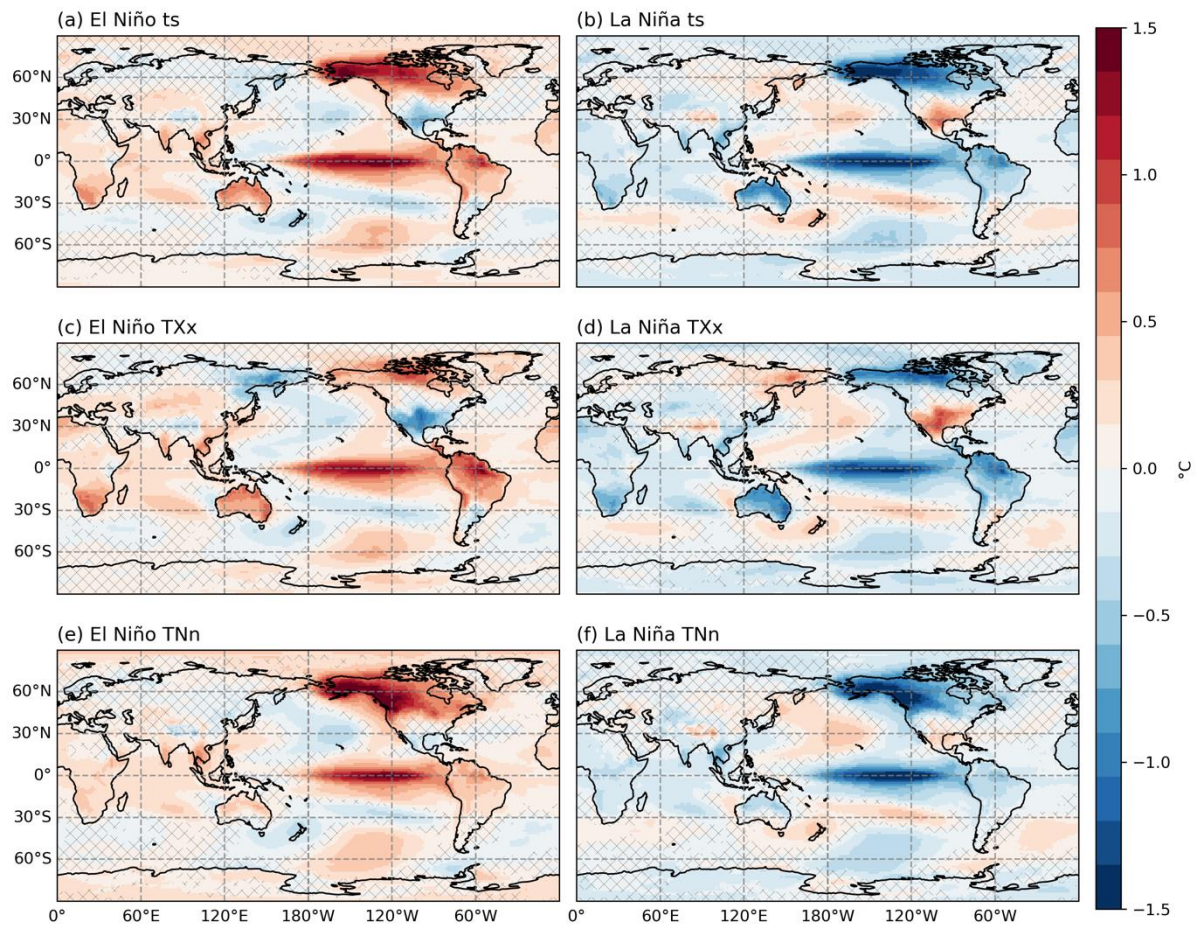 (a) El Niño ts
(b) La Niña ts
60°N
30°N
0°
30°S
60°S
(c) El Niño TXx
(d) La Niña TXx
60°N
30°N
0°
30°S
60°S
(e) El Niño TNn
(f) La Niña TNn
60°N
30°N
0°
30°S
60°S
0° 60°E 120°E 180° 120°W 60°W
0° 60°E 120°E 180° 120°W 60°W
1.5
1.0
0.5
0.0
−0.5
−1.0
−1.5
°C